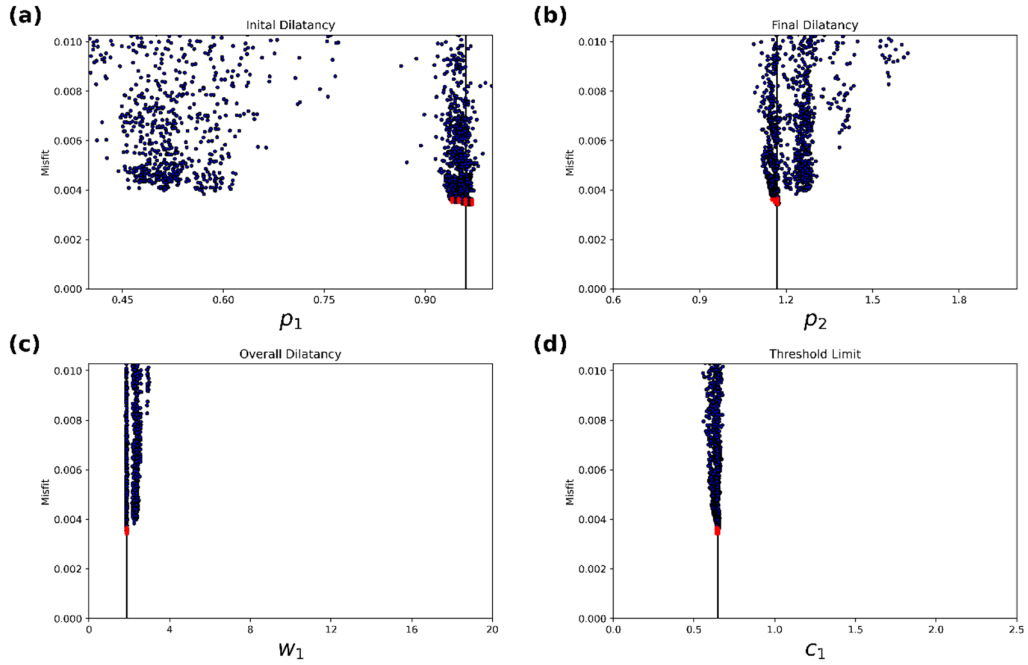 (a)
Inital Dilatancy
0.010
0.008
0.006
0.004
0.002
0.000
Misfit
0.45 0.60 0.75 0.90
p1
(b)
Final Dilatancy
0.010
0.008
0.006
0.004
0.002
0.000
Misfit
0.6 0.9 1.2 1.5 1.8
p2
(c)
Overall Dilatancy
0.010
0.008
0.006
0.004
0.002
0.000
Misfit
0 4 8 12 16 20
w1
(d)
Threshold Limit
0.010
0.008
0.006
0.004
0.002
0.000
Misfit
0.0 0.5 1.0 1.5 2.0 2.5
c1